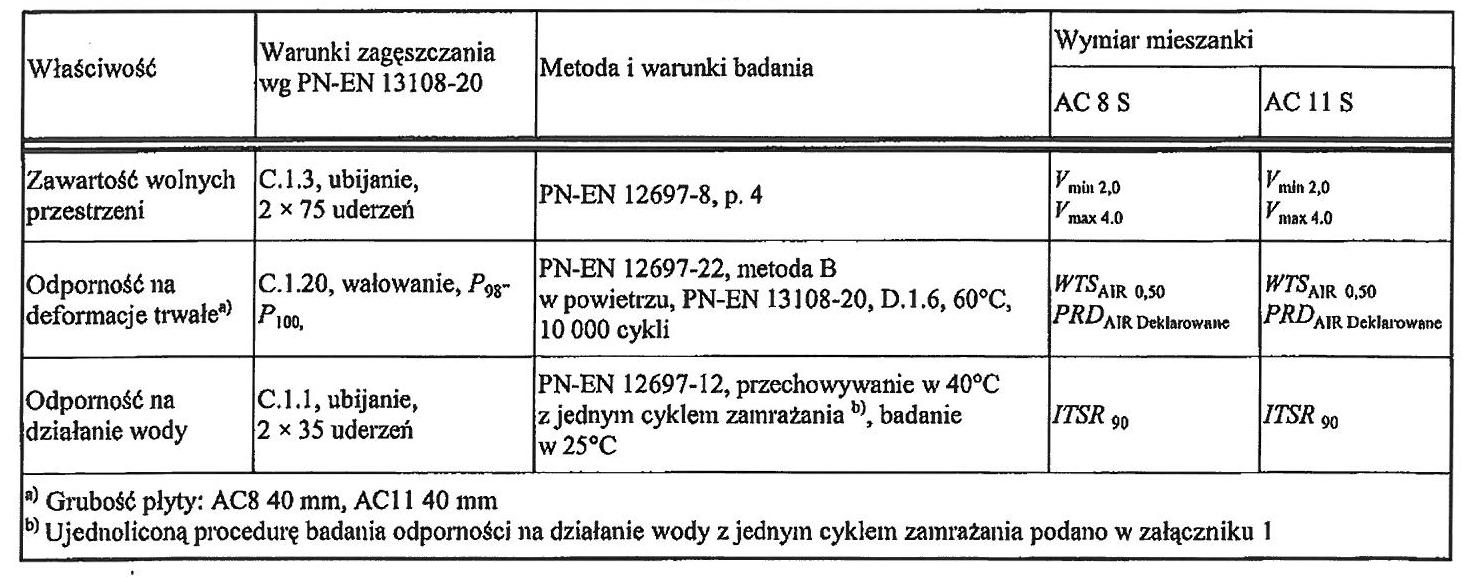 Właściwość
Warunki zagęszczania
wg PN-EN 13108-20
Metoda i warunki badania
Wymiar mieszanki
AC 8 S
AC 11 S
Zawartość wolnych
przestrzeni
C.1.3, ubijanie,
2 × 75 uderzeń
PN-EN 12697-8, p. 4
Vmin 2,0
Vmax 4.0
Vmin 2,0
Vmax 4.0
Odporność na
deformacje trwałea)
C.1.20, wałowanie, P98-
P100,
PN-EN 12697-22, metoda B
w powietrzu, PN-EN 13108-20, D.1.6, 60°C,
10 000 cykli
WTSAIR 0,50
PRDAIR Deklarowane
WTSAIR 0,50
PRDAIR Deklarowane
Odporność na
działanie wody
C.1.1, ubijanie,
2 × 35 uderzeń
PN-EN 12697-12, przechowywanie w 40°C
z jednym cyklem zamrażania b), badanie
w 25°C
ITSR 90
ITSR 90
a) Grubość płyty: AC8 40 mm, AC11 40 mm
b) Ujednoliconą procedurę badania odporności na działanie wody z jednym cyklem zamrażania podano w załączniku 1